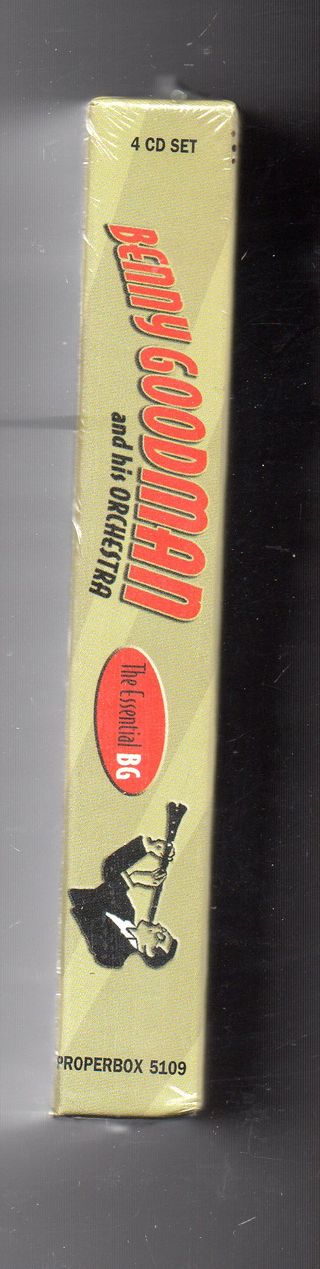 4 CD SET
Benny GOODMAN
and his ORCHESTRA
The Essential BG
PROPERBOX 5109